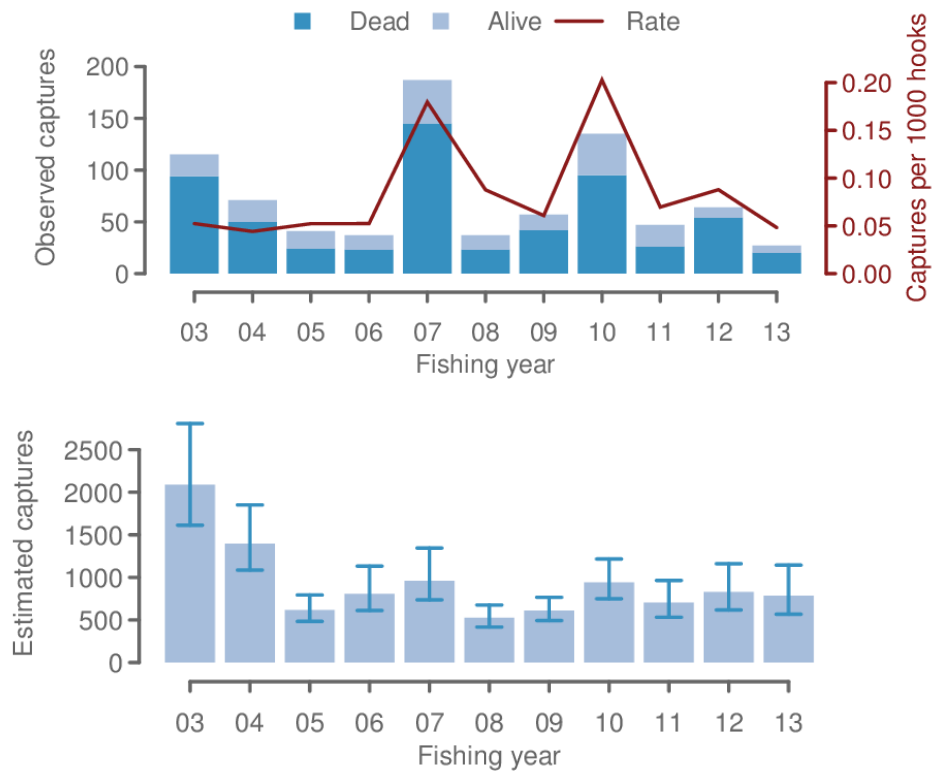 Dead Alive Rate
Observed captures
200
150
100
50
0
Captures per 1000 hooks
0.20
0.15
0.10
0.05
0.00
03 04 05 06 07 08 09 10 11 12 13
Fishing year
Estimated captures
2500
2000
1500
1000
500
0
03 04 05 06 07 08 09 10 11 12 13
Fishing year